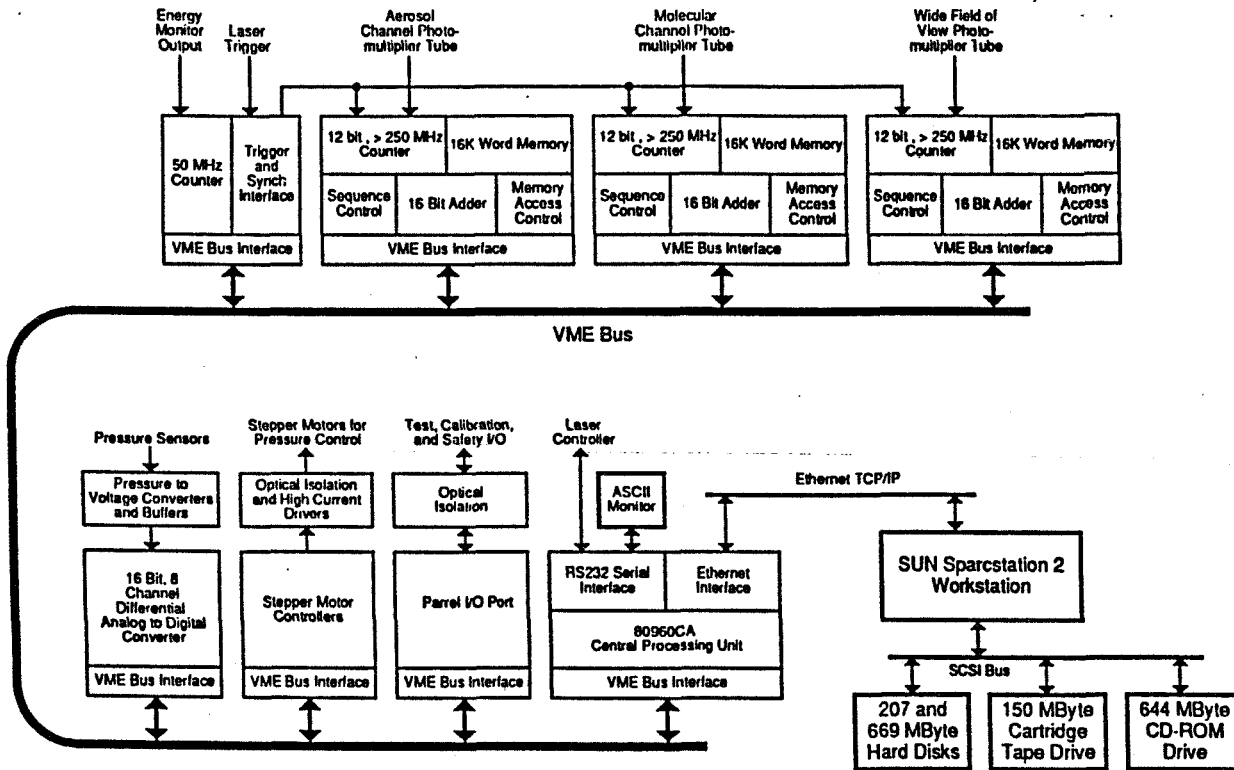 Energy
Monitor
Output
Laser
Trigger
Aerosol
Channel Photo-
multiplier Tube
Molecular
Channel Photo-
multiplier Tube
Wide Field of
View Photo-
multiplier Tube
50 MHz
Counter
Triggor
and
Synch
Interface
VME Bus Interface
12 bit, > 250 MHz
Counter
16K Word Memory
Sequence
Control
16 Bit Adder
Memory
Access
Control
VME Bus Interface
12 bit, > 250 MHz
Counter
16K Word Memory
Sequence
Control
16 Bit Adder
Memory
Access
Control
VME Bus Interface
12 bit, > 250 MHz
Counter
16K Word Memory
Sequence
Control
16 Bit Adder
Memory
Access
Control
VME Bus Interface
VME Bus
Pressure Sensors
Stepper Motors for
Pressure Control
Test, Calibration,
and Safety I/O
Laser
Controller
Pressure to
Voltage Converters
and Buffers
Optical Isolation
and High Current
Drivers
Optical
Isolation
ASCII
Monitor
Ethernet TCP/IP
16 Bit, 8
Channel
Differential
Analog to Digital
Converter
VME Bus Interface
Stepper Motor
Controllers
VME Bus Interface
Parrel I/O Port
VME Bus Interface
RS232 Serial
Interface
Ethernet
Interface
80960CA
Central Processing Unit
VME Bus Interface
SUN Sparcstation 2
Workstation
SCSI Bus
207 and
669 MByte
Hard Disks
150 MByte
Cartridge
Tape Drive
644 MByte
CD-ROM
Drive